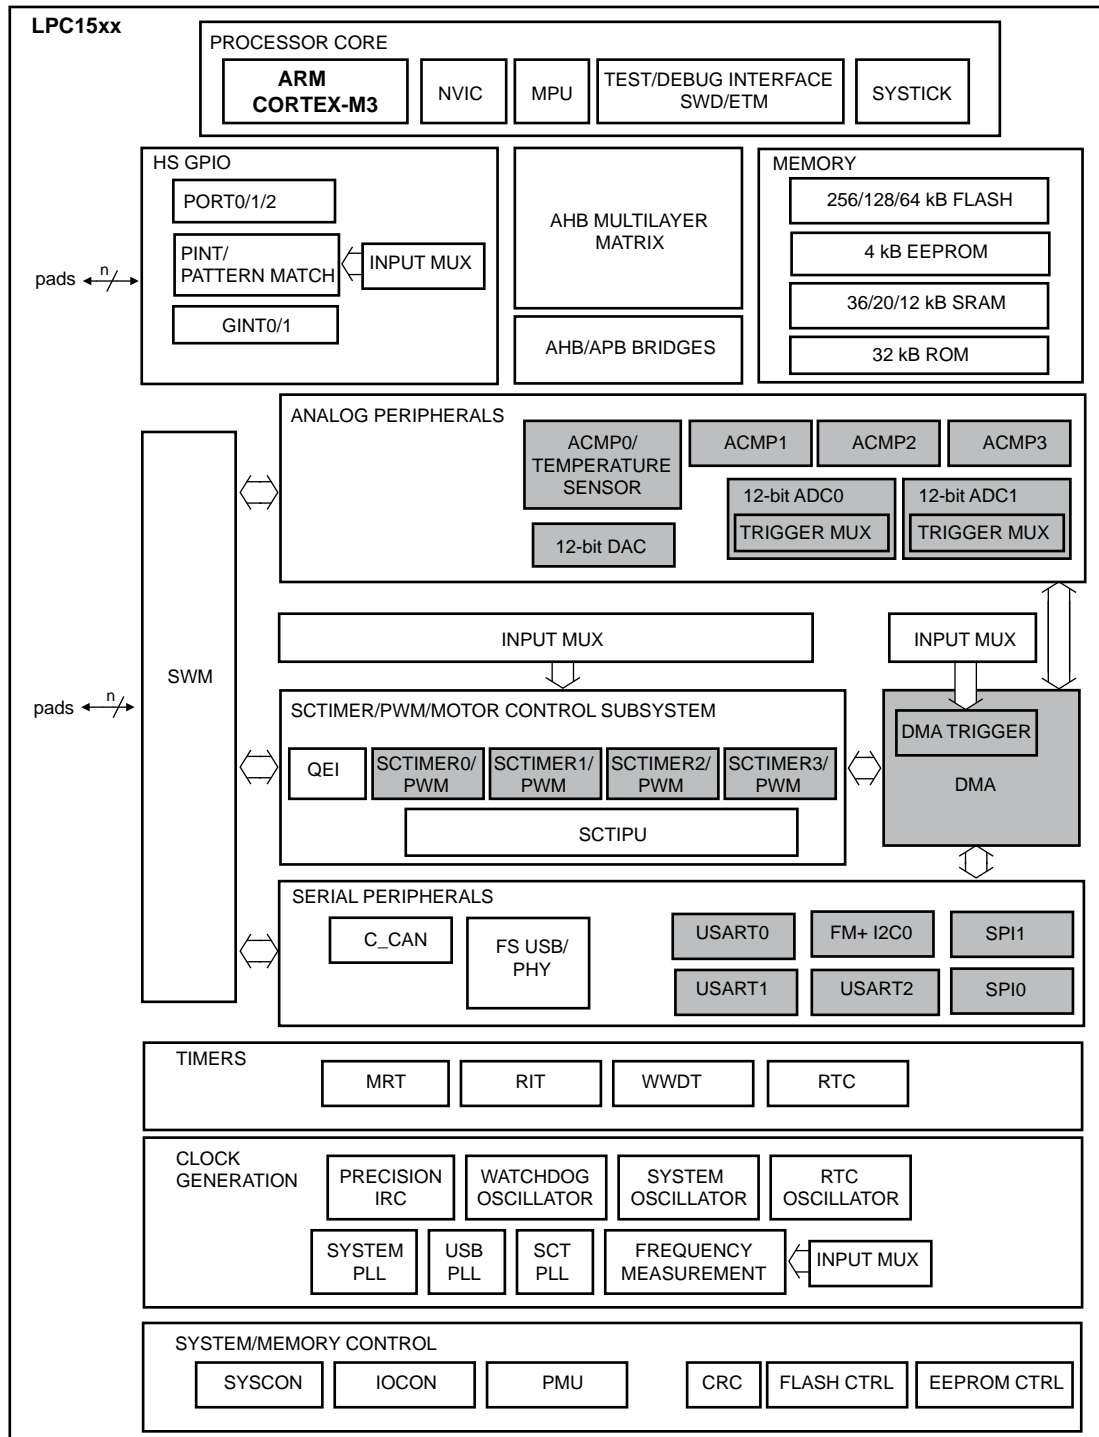 LPC15xx
PROCESSOR CORE
ARM
CORTEX-M3
NVIC
MPU
TEST/DEBUG INTERFACE
SWD/ETM
SYSTICK
HS GPIO
PORT0/1/2
PINT/
PATTERN MATCH
INPUT MUX
GINT0/1
pads
n
AHB MULTILAYER
MATRIX
AHB/APB BRIDGES
MEMORY
256/128/64 kB FLASH
4 kB EEPROM
36/20/12 kB SRAM
32 kB ROM
ANALOG PERIPHERALS
ACMP0/
TEMPERATURE
SENSOR
ACMP1
ACMP2
ACMP3
12-bit DAC
12-bit ADC0
TRIGGER MUX
12-bit ADC1
TRIGGER MUX
SWM
pads
n
INPUT MUX
INPUT MUX
SCTIMER/PWM/MOTOR CONTROL SUBSYSTEM
QEI
SCTIMER0/
PWM
SCTIMER1/
PWM
SCTIMER2/
PWM
SCTIMER3/
PWM
SCTIPU
DMA TRIGGER
DMA
SERIAL PERIPHERALS
C_CAN
FS USB/
PHY
USART0
FM+ I2C0
SPI1
USART1
USART2
SPI0
TIMERS
MRT
RIT
WWDT
RTC
CLOCK
GENERATION
PRECISION
IRC
WATCHDOG
OSCILLATOR
SYSTEM
OSCILLATOR
RTC
OSCILLATOR
SYSTEM
PLL
USB
PLL
SCT
PLL
FREQUENCY
MEASUREMENT
INPUT MUX
SYSTEM/MEMORY CONTROL
SYSCON
IOCON
PMU
CRC
FLASH CTRL
EEPROM CTRL